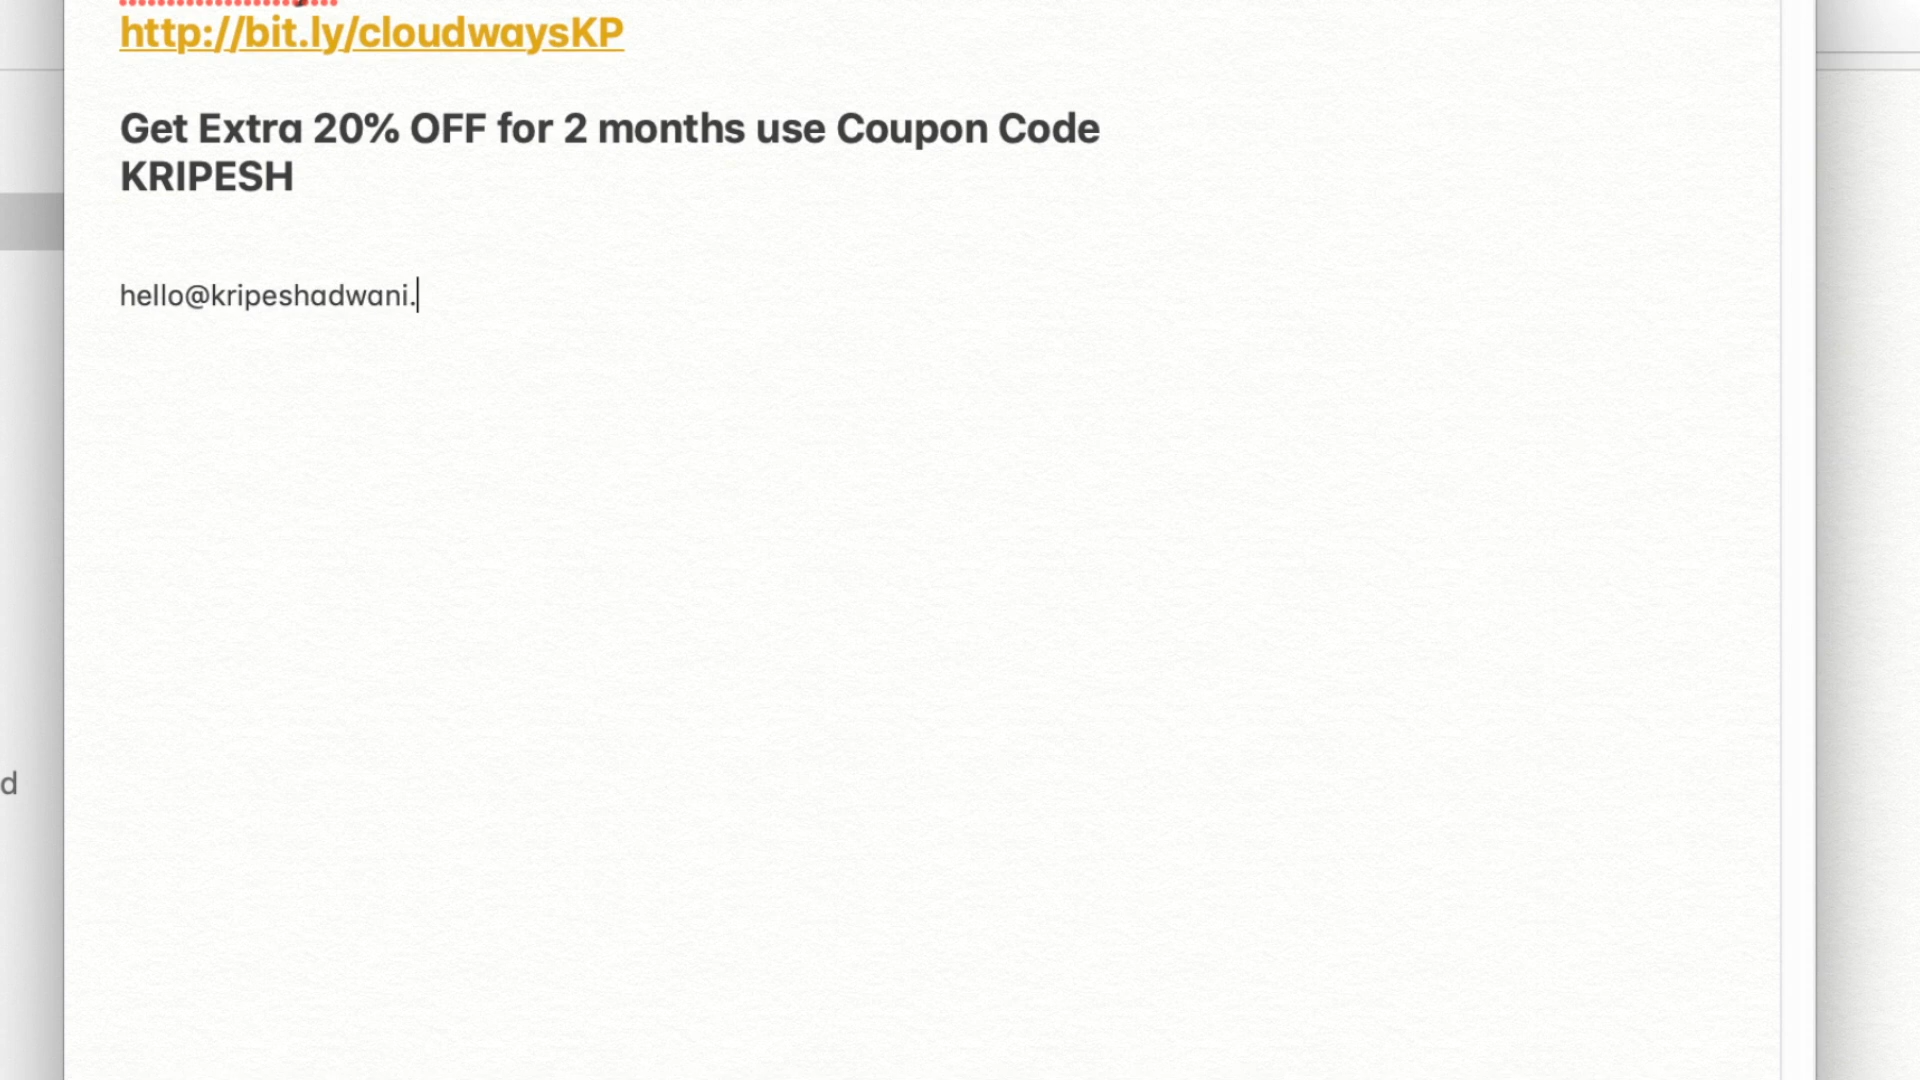 http://bit.ly/cloudwaysKP
Get Extra 20% OFF for 2 months use Coupon Code
KRIPESH
hello@kripeshadwani.
d